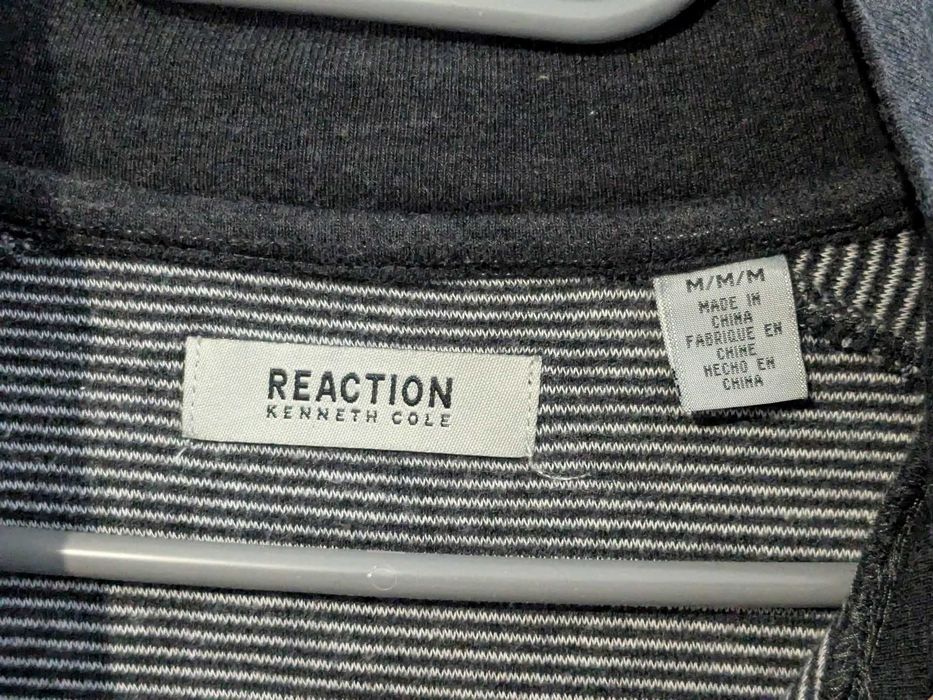 REACTION
KENNETH COLE
M/M/M
MADE IN
CHINA
FABRIQUE EN
CHINE
HECHO EN
CHINA